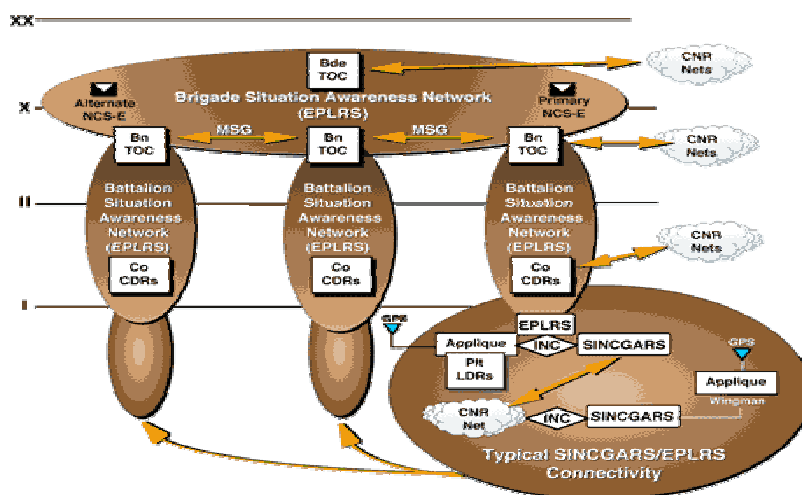 XX
Bde
TOC
CNR
Nets
Alternate
NCS-E
Brigade Situation Awareness Network
(EPLRS)
Primary
NCS-E
X
Bn
TOC
MSG
Bn
TOC
MSG
Bn
TOC
CNR
Nets
Battalion
Situation
Awareness
Network
(EPLRS)
Battalion
Situation
Awareness
Network
(EPLRS)
Battalion
Situation
Awareness
Network
(EPLRS)
II
CNR
Nets
Co
CDRs
Co
CDRs
Co
CDRs
I
GPS
EPLRS
Applique
INC
SINCGARS
GPS
Plt
LDRs
Applique
Wingman
CNR
Net
INC
SINCGARS
Typical SINCGARS/EPLRS
Connectivity